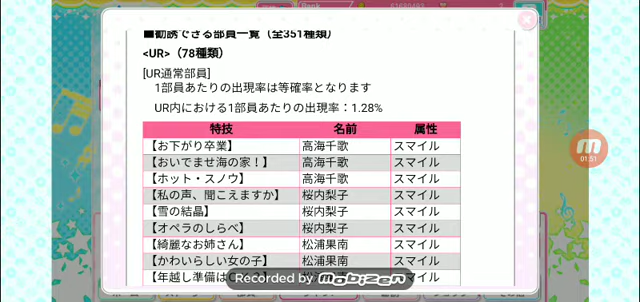 ■勧誘できる部員一覧（全351種類）
<UR>（78種類）
[UR通常部員]
1部員あたりの出現率は等確率となります
UR内における1部員あたりの出現率：1.28%
特技 名前 属性
【お下がり卒業】 高海千歌 スマイル
【おいでませ海の家！】 高海千歌 スマイル
【ホット・スノウ】 高海千歌 スマイル
【私の声、聞こえますか】 桜内梨子 スマイル
【雪の結晶】 桜内梨子 スマイル
【オペラのしらべ】 桜内梨子 スマイル
【綺麗なお姉さん】 松浦果南 スマイル
【かわいらしい女の子】 松浦果南 スマイル
【年越し準備は スマイル
Recorded by mobizen
01:51